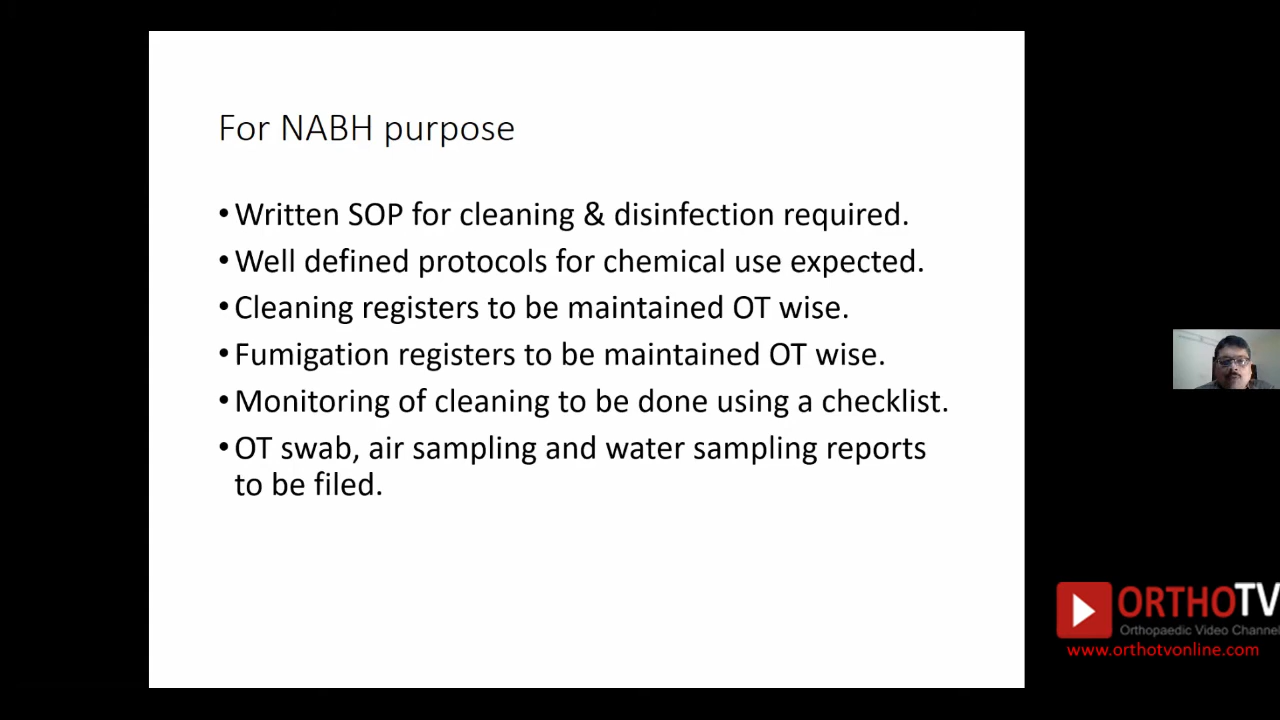 For NABH purpose
•Written SOP for cleaning & disinfection required.
•Well defined protocols for chemical use expected.
•Cleaning registers to be maintained OT wise.
•Fumigation registers to be maintained OT wise.
•Monitoring of cleaning to be done using a checklist.
•OT swab, air sampling and water sampling reports
to be filed.
ORTHOTV
Orthopaedic Video Channel
www.orthotvonline.com